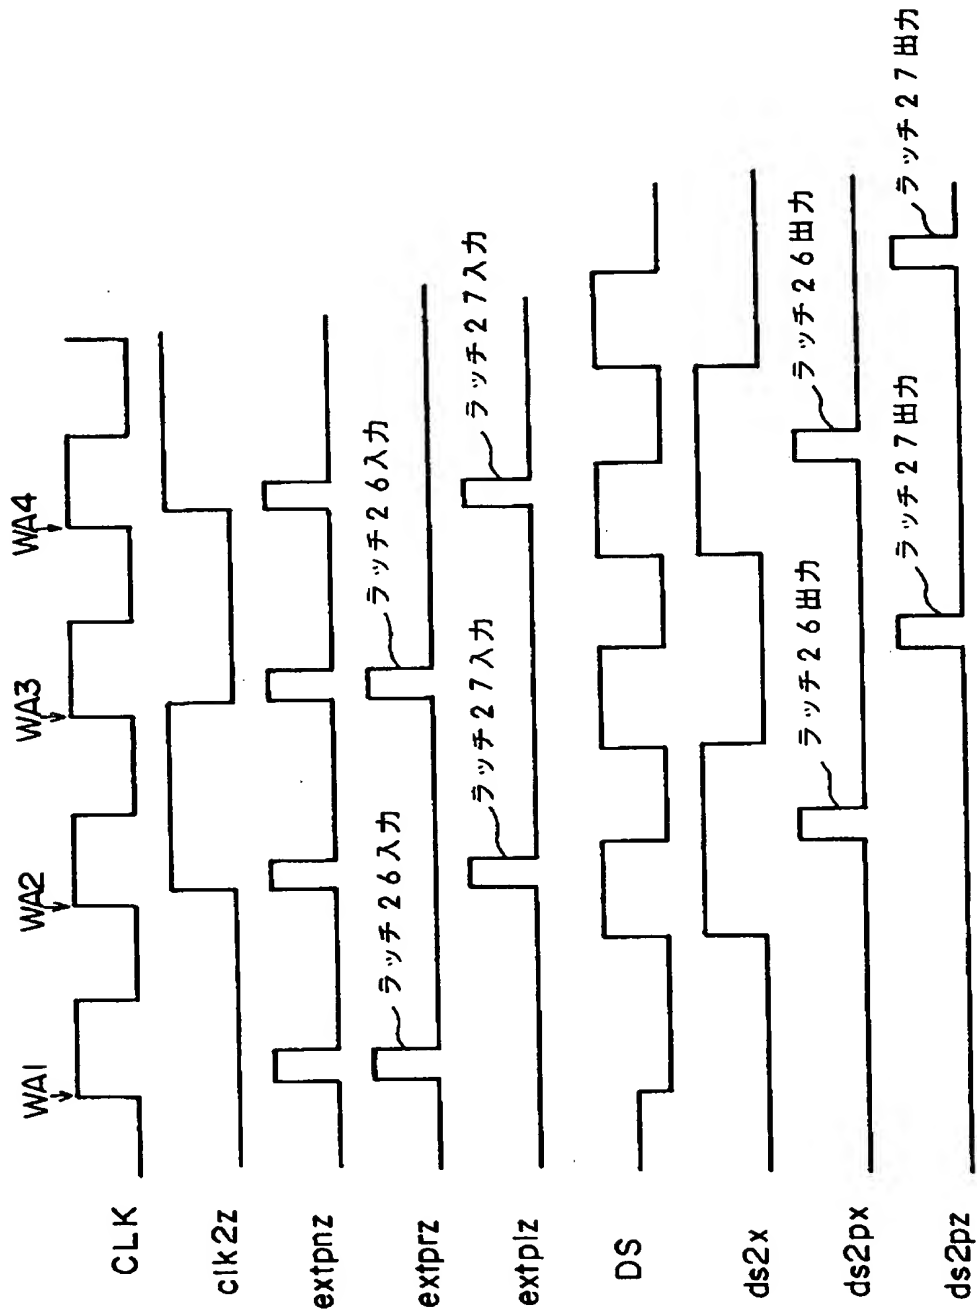 WA1 WA2 WA3 WA4
CLK
clk2z
extpnz
extprz
ラッチ26入力 ラッチ26入力
extplz
ラッチ27入力 ラッチ27入力
DS
ds2x
ds2px
ラッチ26出力 ラッチ26出力
ds2pz
ラッチ27出力 ラッチ27出力